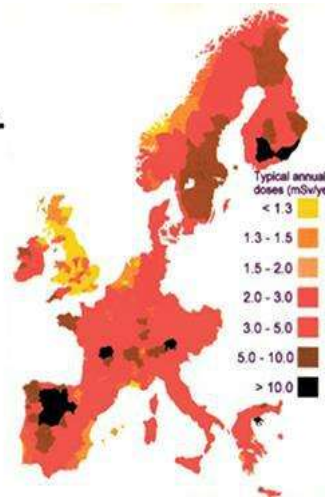 Typical annual
doses (mSv/ye
< 1.3
1.3 - 1.5
1.5 - 2.0
2.0 - 3.0
3.0 - 5.0
5.0 - 10.0
> 10.0